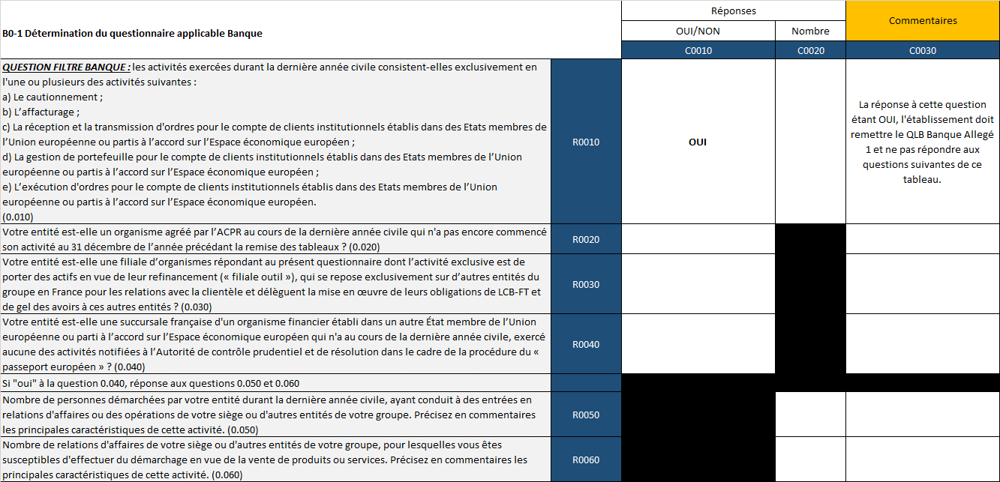 Réponses
Commentaires
B0-1 Détermination du questionnaire applicable Banque
OUI/NON
Nombre
C0010
C0020
C0030
QUESTION FILTRE BANQUE : les activités exercées durant la dernière année civile consistent-elles exclusivement en
l'une ou plusieurs des activités suivantes :
a) Le cautionnement ;
b) L’affacturage ;
c) La réception et la transmission d'ordres pour le compte de clients institutionnels établis dans des Etats membres de
l’Union européenne ou partis à l’accord sur l’Espace économique européen ;
d) La gestion de portefeuille pour le compte de clients institutionnels établis dans des Etats membres de l’Union
européenne ou partis à l’accord sur l’Espace économique européen ;
e) L’exécution d'ordres pour le compte de clients institutionnels établis dans des Etats membres de l’Union
européenne ou partis à l’accord sur l’Espace économique européen.
(0.010)
R0010
OUI
La réponse à cette question
étant OUI, l'établissement doit
remettre le QLB Banque Allegé
1 et ne pas répondre aux
questions suivantes de ce
tableau.
Votre entité est-elle un organisme agréé par l’ACPR au cours de la dernière année civile qui n'a pas encore commencé
son activité au 31 décembre de l’année précédant la remise des tableaux ? (0.020)
R0020
Votre entité est-elle une filiale d’organismes répondant au présent questionnaire dont l’activité exclusive est de
porter des actifs en vue de leur refinancement (« filiale outil »), qui se repose exclusivement sur d’autres entités du
groupe en France pour les relations avec la clientèle et délèguent la mise en œuvre de leurs obligations de LCB-FT et
de gel des avoirs à ces autres entités ? (0.030)
R0030
Votre entité est-elle une succursale française d'un organisme financier établi dans un autre État membre de l’Union
européenne ou parti à l’accord sur l’Espace économique européen qui n'a au cours de la dernière année civile, exercé
aucune des activités notifiées à l’Autorité de contrôle prudentiel et de résolution dans le cadre de la procédure du «
passeport européen » ? (0.040)
R0040
Si "oui" à la question 0.040, réponse aux questions 0.050 et 0.060
Nombre de personnes démarchées par votre entité durant la dernière année civile, ayant conduit à des entrées en
relations d'affaires ou des opérations de votre siège ou d'autres entités de votre groupe. Précisez en commentaires
les principales caractéristiques de cette activité. (0.050)
R0050
Nombre de relations d'affaires de votre siège ou d'autres entités de votre groupe, pour lesquelles vous êtes
susceptibles d'effectuer du démarchage en vue de la vente de produits ou services. Précisez en commentaires les
principales caractéristiques de cette activité. (0.060)
R0060